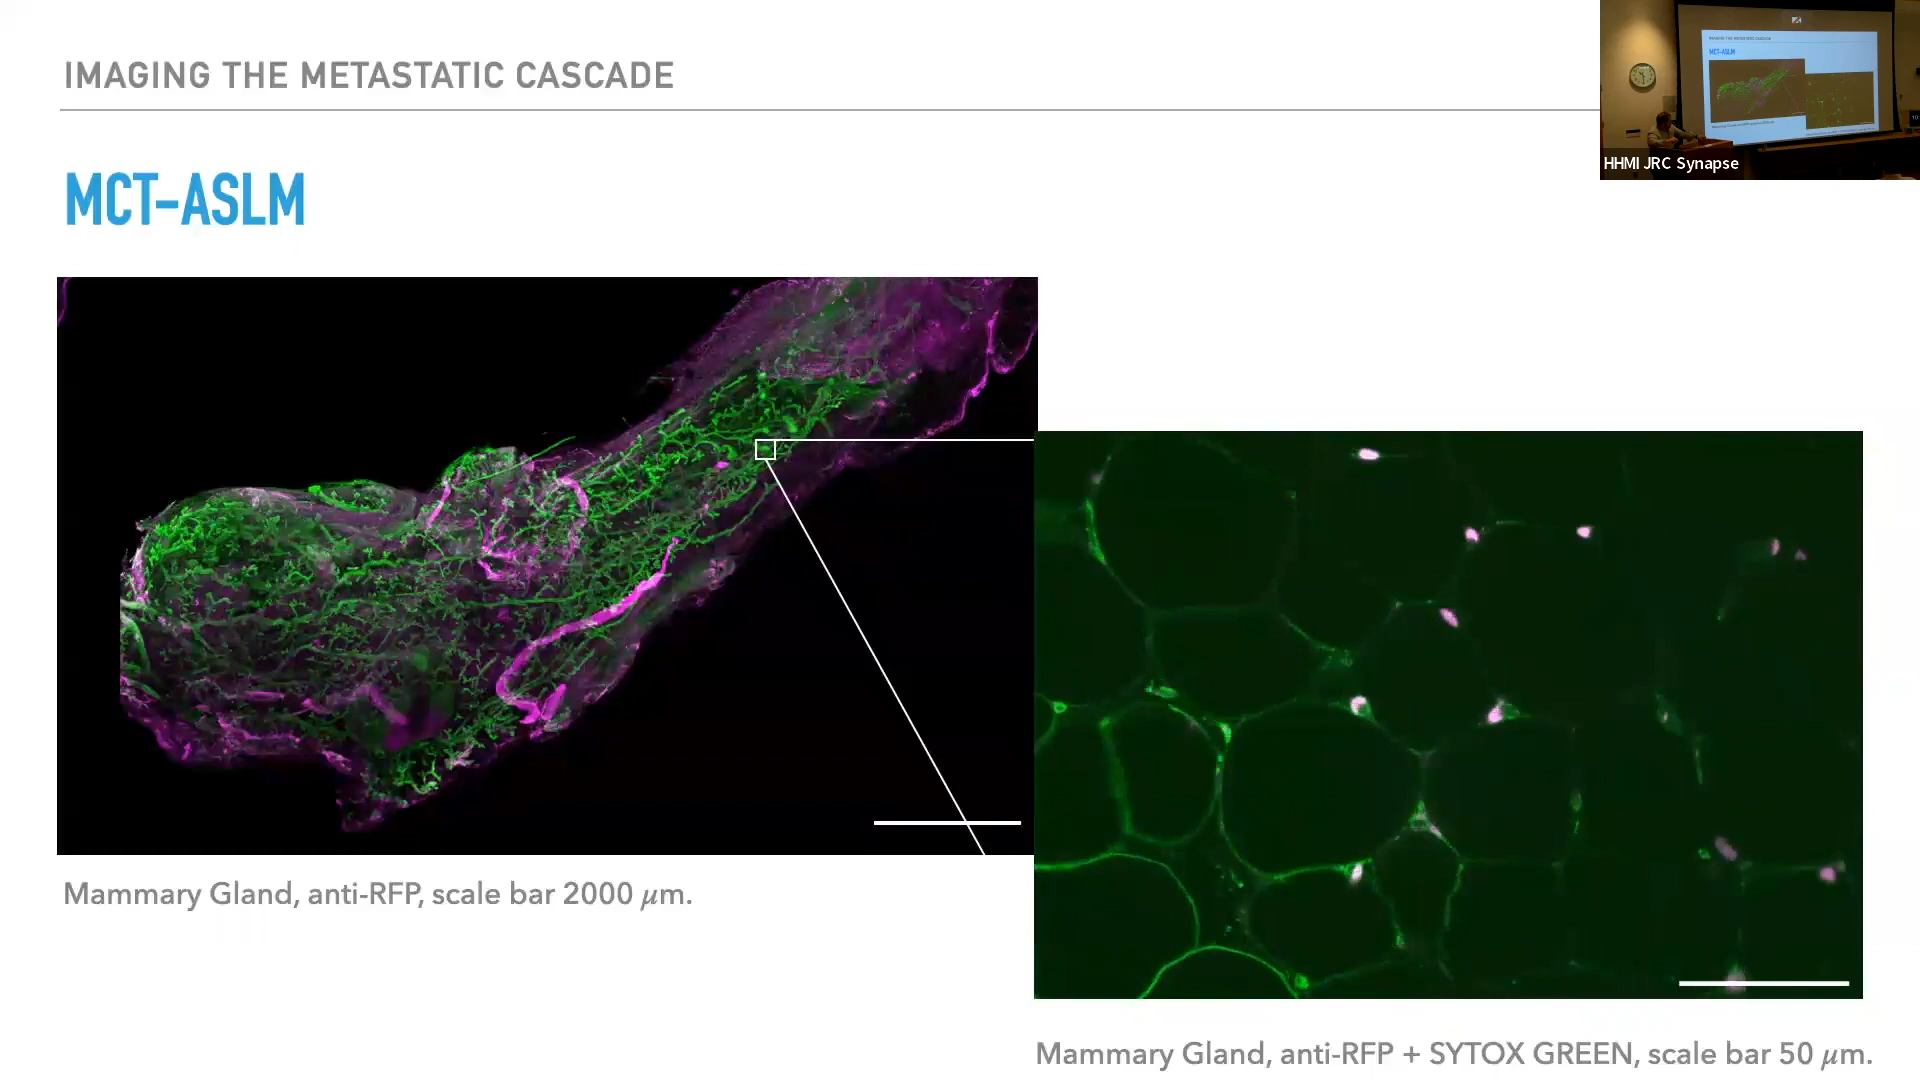 IMAGING THE METASTATIC CASCADE
HHMI JRC Synapse
MCT-ASLM
Mammary Gland, anti-RFP, scale bar 2000 µm.
Mammary Gland, anti-RFP + SYTOX GREEN, scale bar 50 µm.